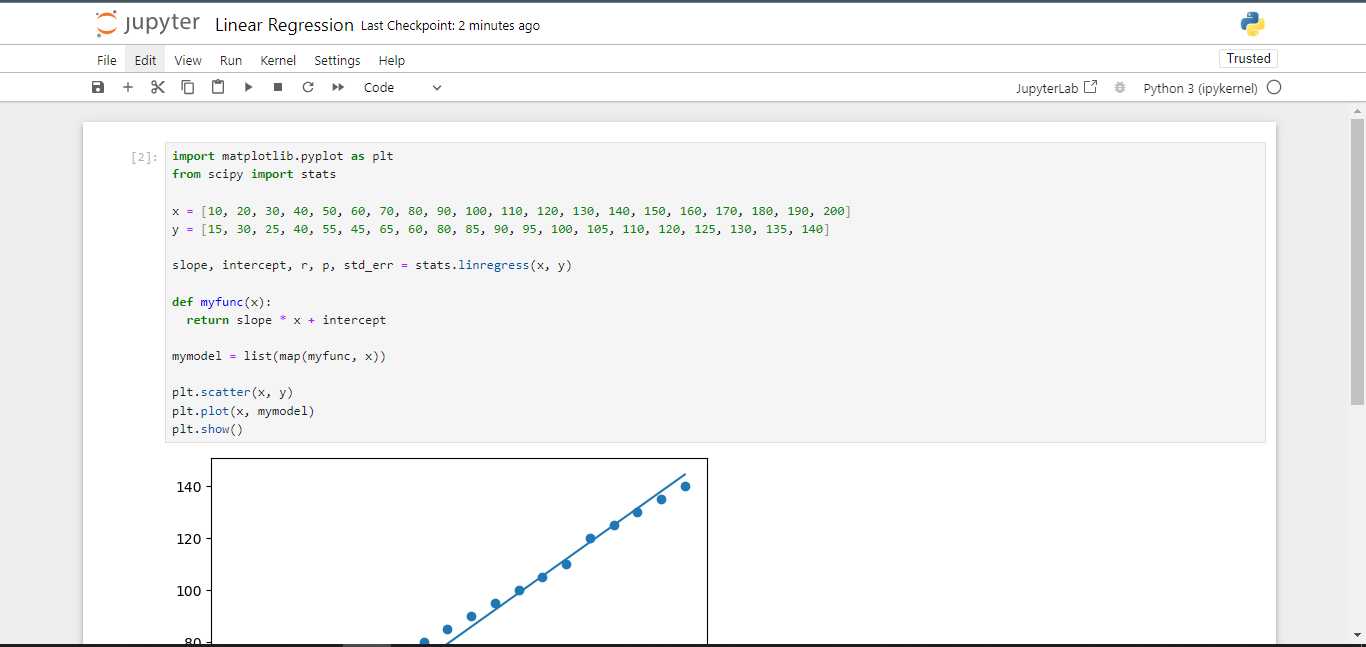 jupyter Linear Regression Last Checkpoint: 2 minutes ago
File Edit View Run Kernel Settings Help Trusted
Code JupyterLab Python 3 (ipykernel)
[2]: import matplotlib.pyplot as plt
from scipy import stats
x = [10, 20, 30, 40, 50, 60, 70, 80, 90, 100, 110, 120, 130, 140, 150, 160, 170, 180, 190, 200]
y = [15, 30, 25, 40, 55, 45, 65, 60, 80, 85, 90, 95, 100, 105, 110, 120, 125, 130, 135, 140]
slope, intercept, r, p, std_err = stats.linregress(x, y)
def myfunc(x):
  return slope * x + intercept
mymodel = list(map(myfunc, x))
plt.scatter(x, y)
plt.plot(x, mymodel)
plt.show()
140
120
100
80